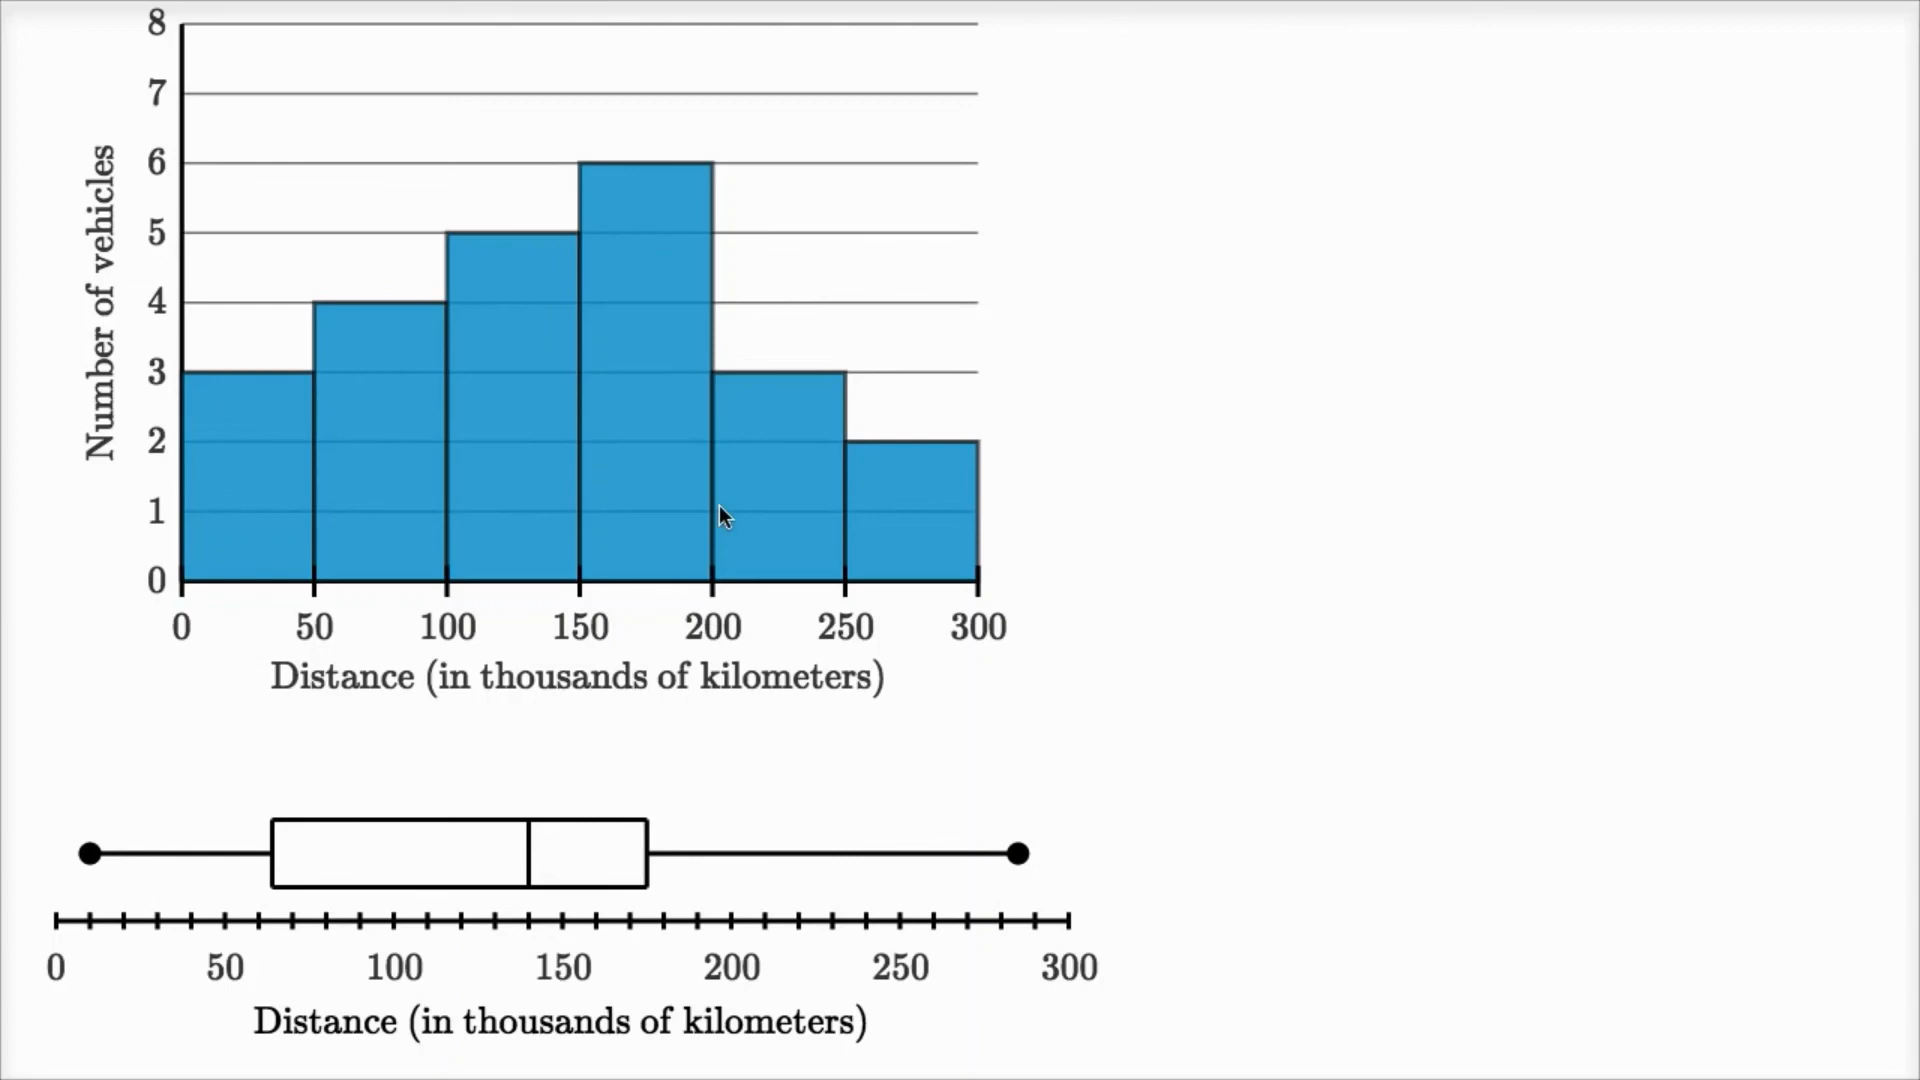 8
7
6
5
4
3
2
1
0
Number of vehicles
0 50 100 150 200 250 300
Distance (in thousands of kilometers)
0 50 100 150 200 250 300
Distance (in thousands of kilometers)